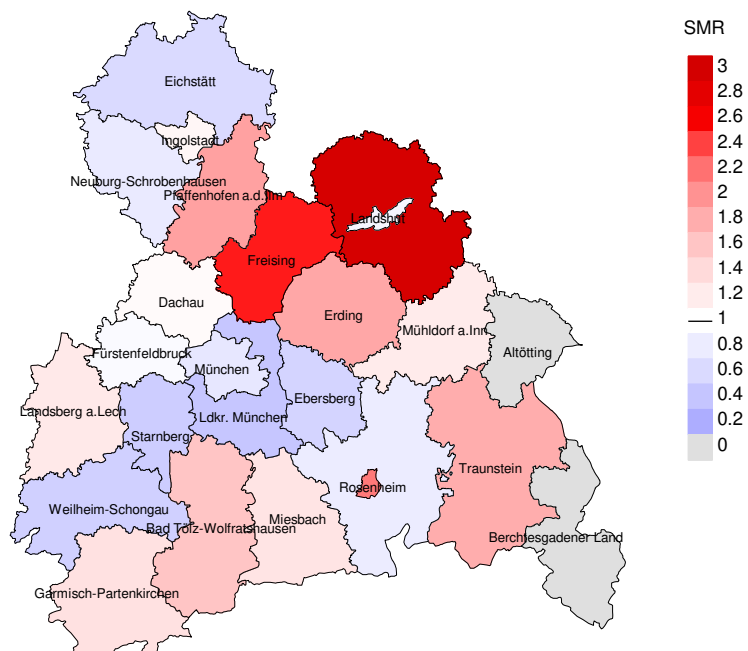 SMR
3
2.8
2.6
2.4
2.2
2
1.8
1.6
1.4
1.2
1
0.8
0.6
0.4
0.2
0
Eichstätt
Ingolstadt
Neuburg-Schrobenhausen
Pfaffenhofen a.d.Ilm
Landshut
Freising
Dachau
Erding
Mühldorf a.Inn
Altötting
Fürstenfeldbruck
München
Landsberg a.Lech
Ldkr. München
Ebersberg
Starnberg
Traunstein
Rosenheim
Weilheim-Schongau
Miesbach
Bad Tölz-Wolfratshausen
Berchtesgadener Land
Garmisch-Partenkirchen